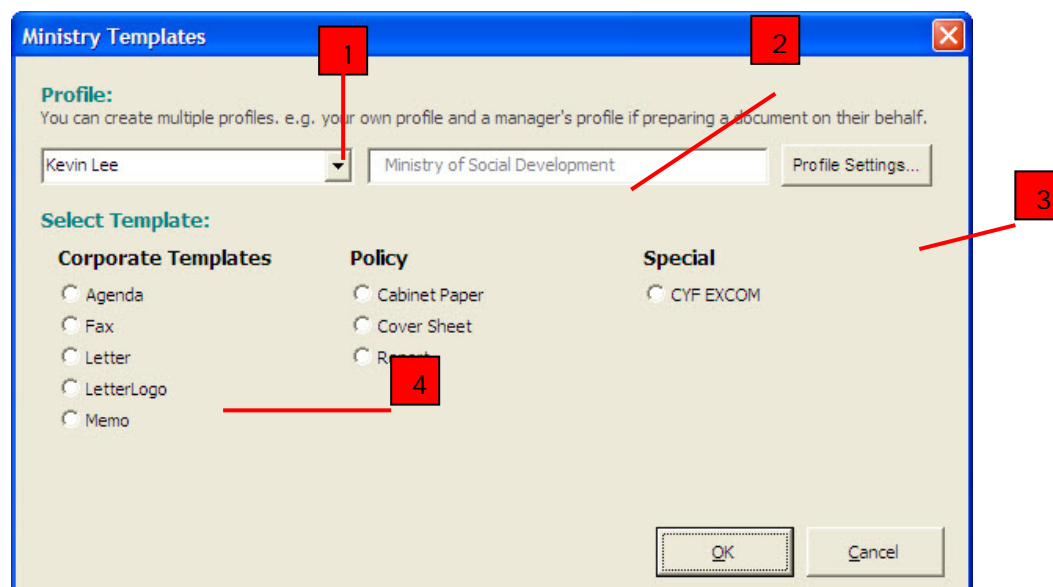 Ministry Templates
1
2
Profile:
You can create multiple profiles. e.g. your own profile and a manager's profile if preparing a document on their behalf.
Kevin Lee
Ministry of Social Development
Profile Settings...
3
Select Template:
Corporate Templates
Policy
Special
Agenda
Cabinet Paper
CYF EXCOM
Fax
Cover Sheet
Letter
Report
4
LetterLogo
Memo
OK
Cancel